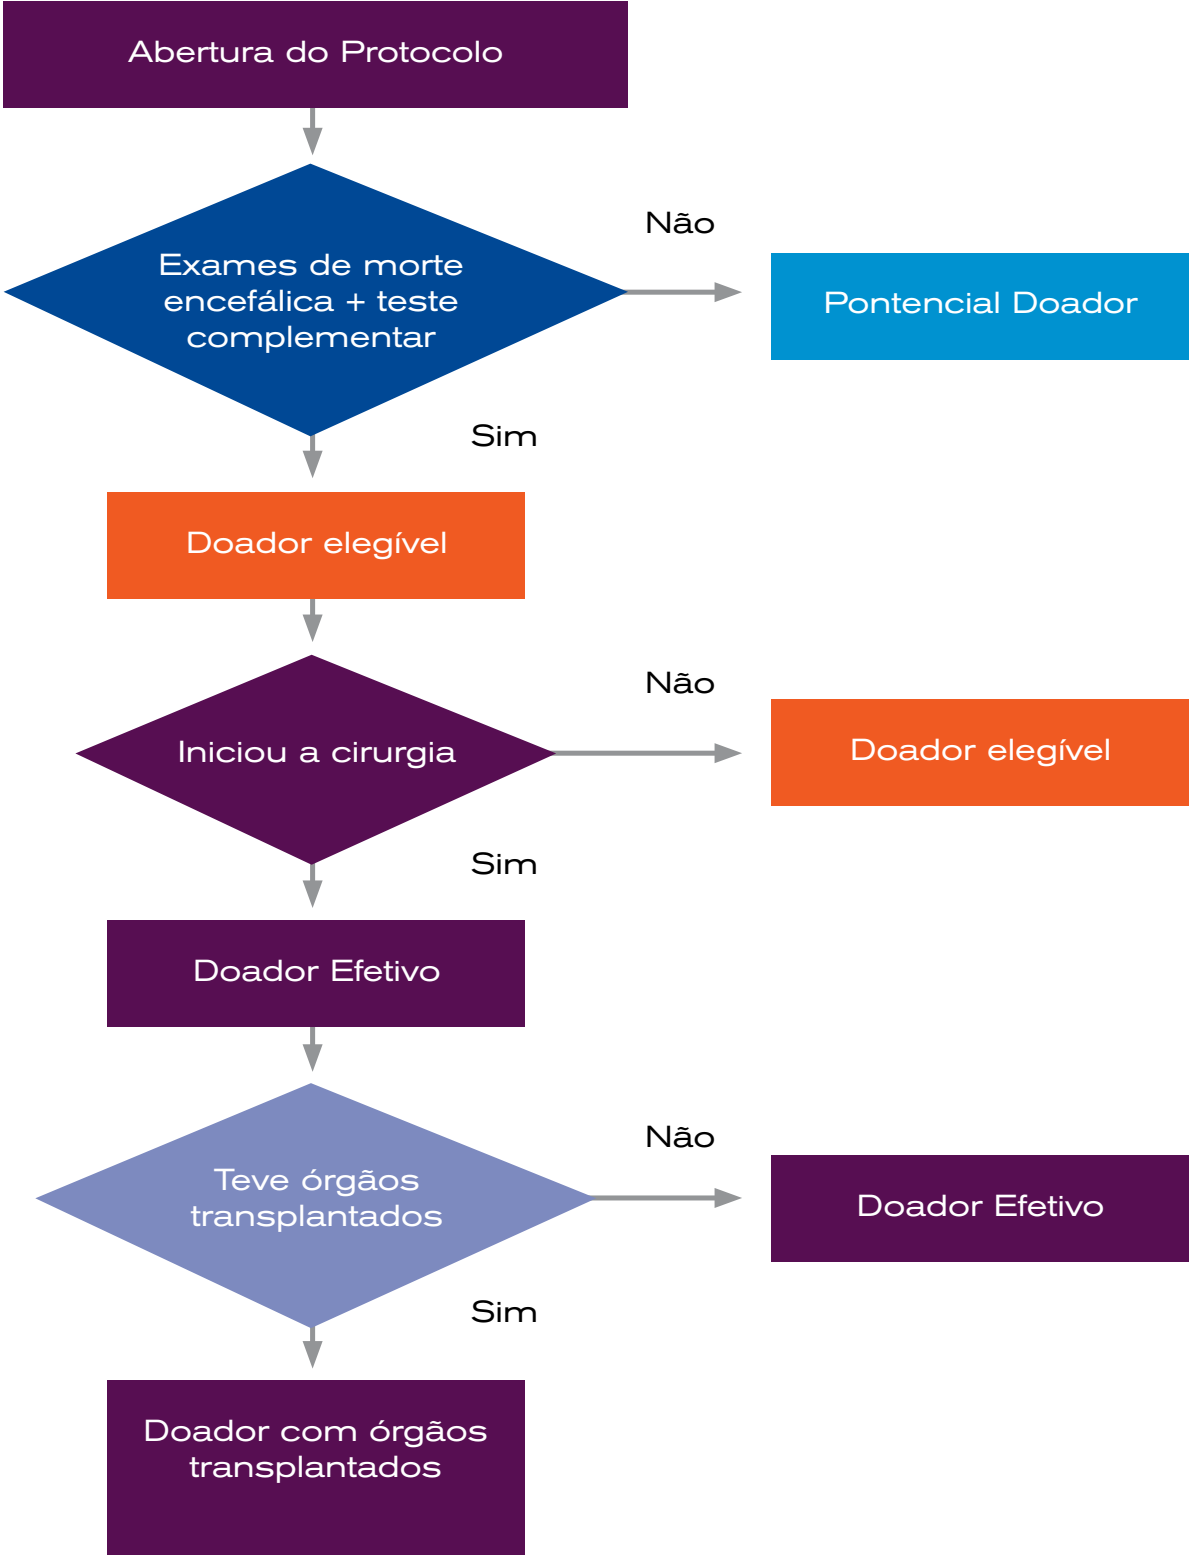 Abertura do Protocolo
Não
Exames de morte
encefálica + teste
complementar
Pontencial Doador
Sim
Doador elegível
Não
Iniciou a cirurgia
Doador elegível
Sim
Doador Efetivo
Não
Teve órgãos
transplantados
Doador Efetivo
Sim
Doador com órgãos
transplantados